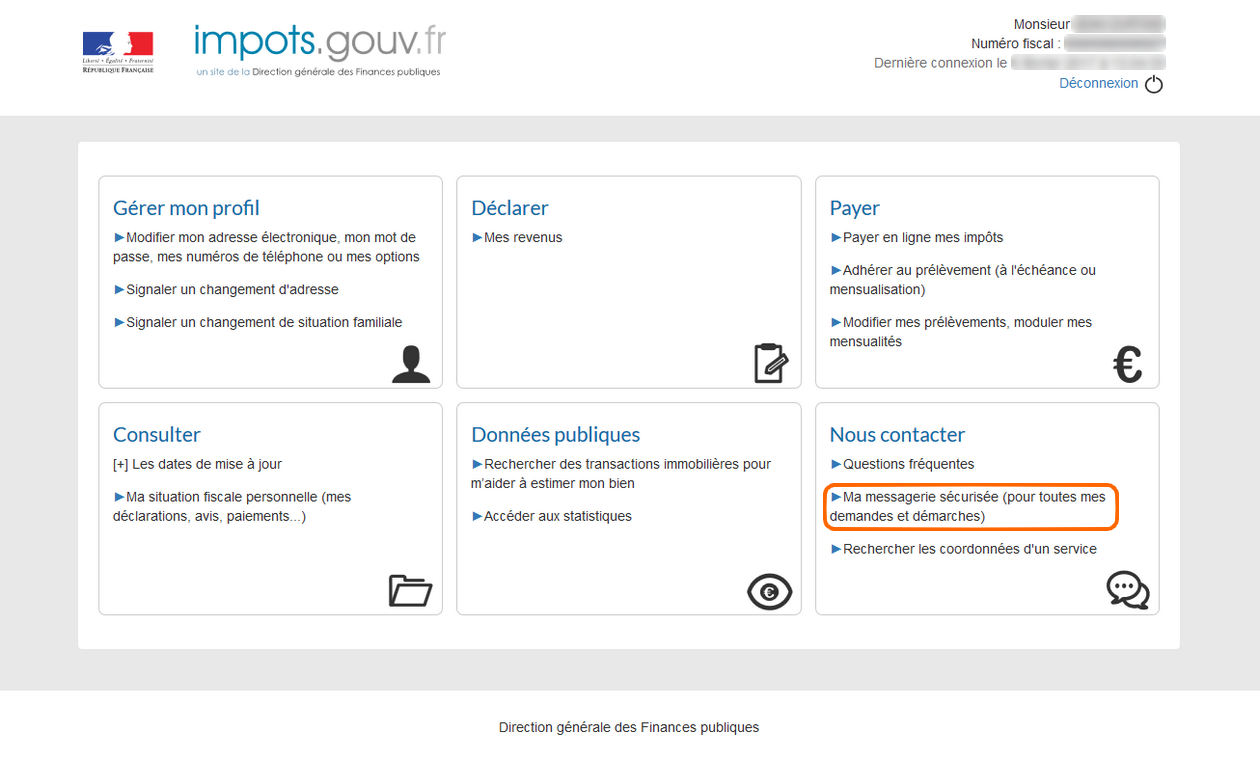 Liberté • Égalité • Fraternité
RÉPUBLIQUE FRANÇAISE
impots.gouv.fr
un site de la Direction générale des Finances publiques
Monsieur
Numéro fiscal :
Dernière connexion le
Déconnexion
Gérer mon profil
►Modifier mon adresse électronique, mon mot de
passe, mes numéros de téléphone ou mes options
►Signaler un changement d'adresse
►Signaler un changement de situation familiale
Déclarer
►Mes revenus
Payer
►Payer en ligne mes impôts
►Adhérer au prélèvement (à l'échéance ou
mensualisation)
►Modifier mes prélèvements, moduler mes
mensualités
€
Consulter
[+] Les dates de mise à jour
►Ma situation fiscale personnelle (mes
déclarations, avis, paiements...)
Données publiques
►Rechercher des transactions immobilières pour
m'aider à estimer mon bien
►Accéder aux statistiques
€
Nous contacter
►Questions fréquentes
►Ma messagerie sécurisée (pour toutes mes
demandes et démarches)
►Rechercher les coordonnées d'un service
Direction générale des Finances publiques